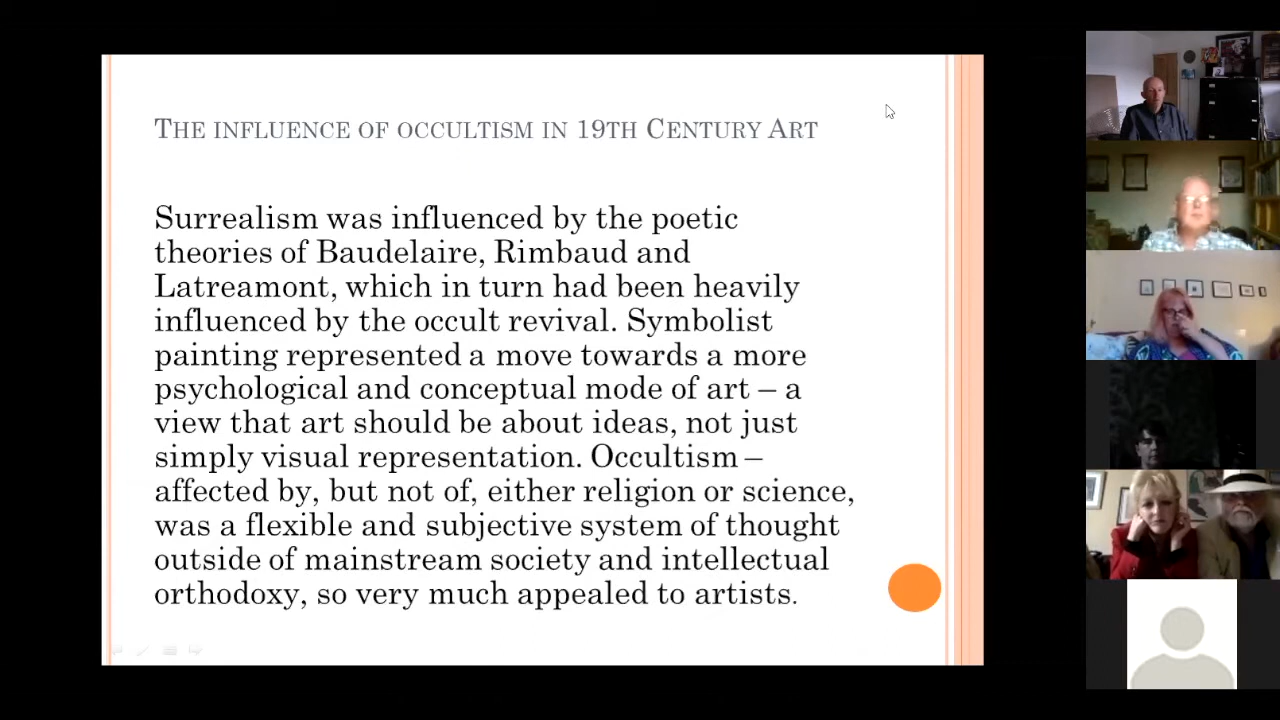 The influence of occultism in 19th Century Art
Surrealism was influenced by the poetic
theories of Baudelaire, Rimbaud and
Latreamont, which in turn had been heavily
influenced by the occult revival. Symbolist
painting represented a move towards a more
psychological and conceptual mode of art – a
view that art should be about ideas, not just
simply visual representation. Occultism –
affected by, but not of, either religion or science,
was a flexible and subjective system of thought
outside of mainstream society and intellectual
orthodoxy, so very much appealed to artists.